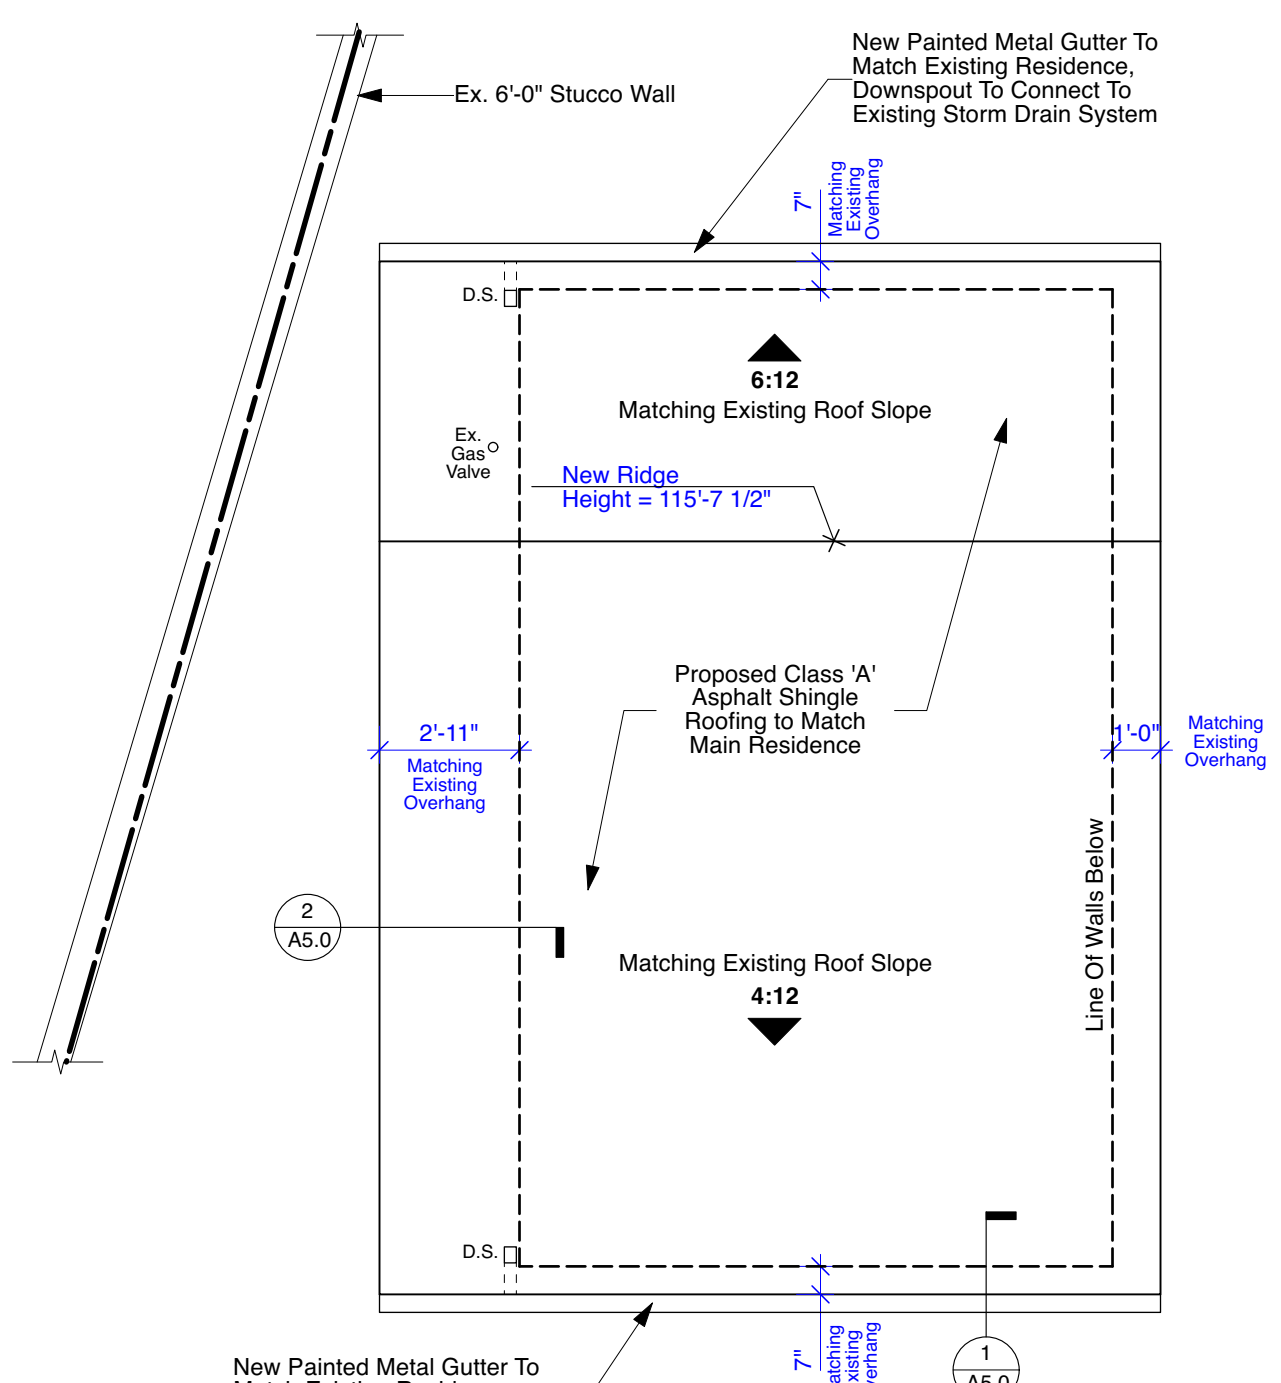 New Painted Metal Gutter To
Match Existing Residence,
Downspout To Connect To
Existing Storm Drain System
Ex. 6'-0" Stucco Wall
7"
Matching
Existing
Overhang
D.S.
6:12
Matching Existing Roof Slope
Ex.
Gas
Valve
New Ridge
Height = 115'-7 1/2"
Proposed Class 'A'
Asphalt Shingle
Roofing to Match
Main Residence
2'-11"
Matching
Existing
Overhang
1'-0"
Matching
Existing
Overhang
Line Of Walls Below
2
A5.0
Matching Existing Roof Slope
4:12
D.S.
7"
1
A5.0
New Painted Metal Gutter To